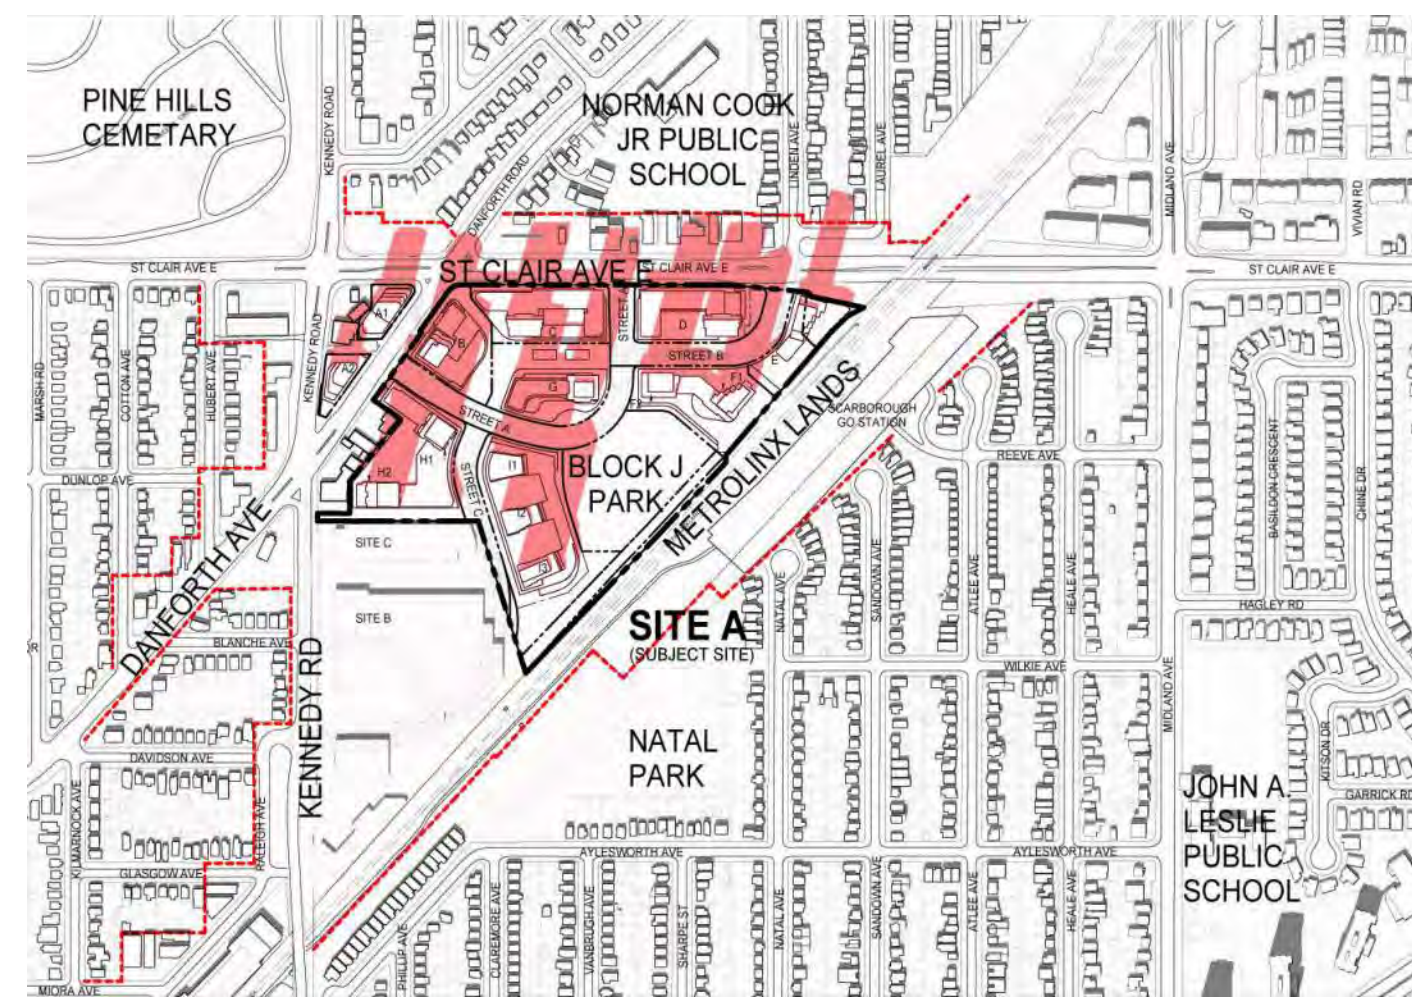 PINE HILLS
CEMETARY
KENNEDY ROAD
DANFORTH ROAD
NORMAN COOK
JR PUBLIC
SCHOOL
LINDEN AVE
LAUREL AVE
MIDLAND AVE
VIVIAN RD
ST CLAIR AVE E
ST CLAIR AVE E
ST CLAIR AVE E
ST CLAIR AVE E
MARSH RD
COTTON AVE
HUBERT AVE
KENNEDY ROAD
A1
A2
B
C
STREET A
D
STREET B
E
G
F1
STREET A
H1
H2
STREET C
I1
I2
I3
BLOCK J
PARK
METROLINX LANDS
SCARBOROUGH
GO STATION
REEVE AVE
BASILDON CRESCENT
CHINE DR
DUNLOP AVE
DANFORTH AVE
SITE C
SITE B
SITE A
(SUBJECT SITE)
NATAL AVE
SANDOWN AVE
ATLEE AVE
HEALE AVE
HAGLEY RD
BLANCHE AVE
WILKIE AVE
KENNEDY RD
NATAL
PARK
MIDLAND AVE
KITSON DR
GARRICK RD
DAVIDSON AVE
KILMARNOCK AVE
RALEIGH AVE
GLASGOW AVE
JOHN A.
LESLIE
PUBLIC
SCHOOL
AYLESWORTH AVE
AYLESWORTH AVE
PHILLIP AVE
CLAREMORE AVE
VANBRUGH AVE
SHARPE ST
NATAL AVE
SANDOWN AVE
ATLEE AVE
HEALE AVE
MIDRA AVE